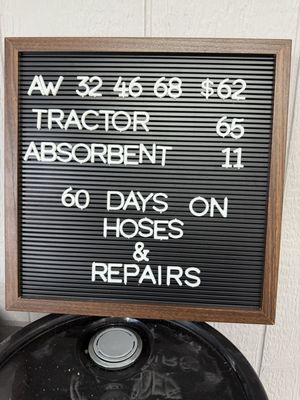 AW 32 46 68 $62
TRACTOR 65
ABSORBENT 11
60 DAYS ON
HOSES
&
REPAIRS